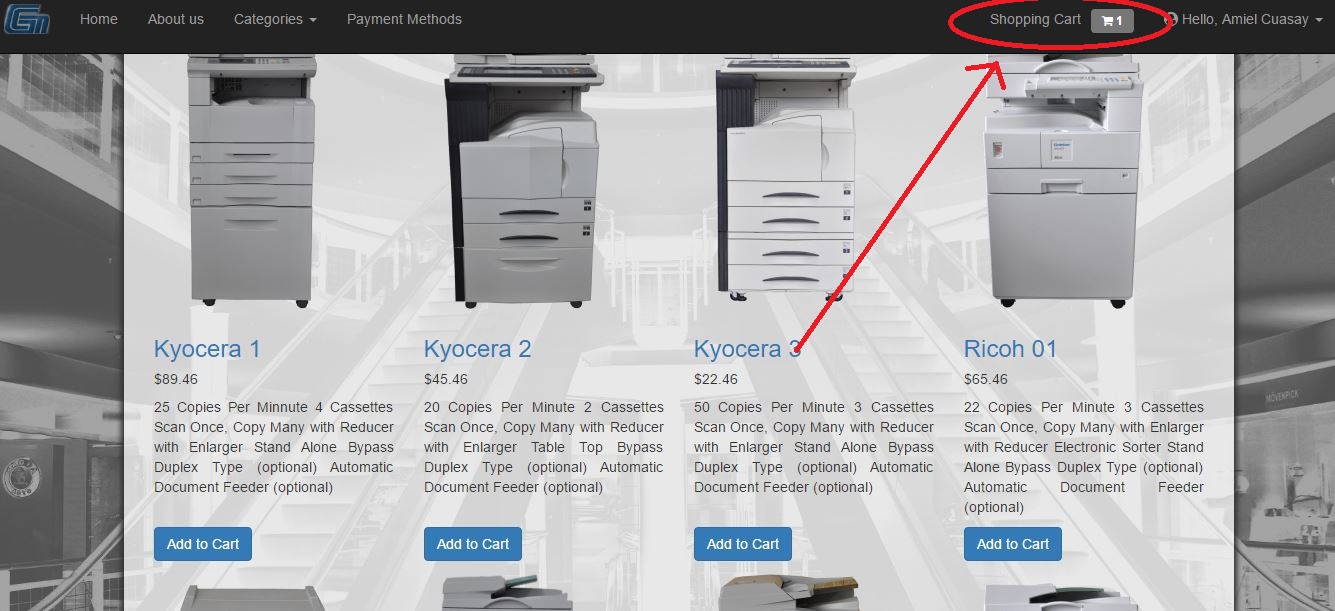 Home About us Categories Payment Methods Shopping Cart 1 Hello, Amiel Cuasay
Kyocera 1
$89.46
25 Copies Per Minnute 4 Cassettes
Scan Once, Copy Many with Reducer
with Enlarger Stand Alone Bypass
Duplex Type (optional) Automatic
Document Feeder (optional)
Add to Cart
Kyocera 2
$45.46
20 Copies Per Minute 2 Cassettes
Scan Once, Copy Many with Reducer
with Enlarger Table Top Bypass
Duplex Type (optional) Automatic
Document Feeder (optional)
Add to Cart
Kyocera 3
$22.46
50 Copies Per Minute 3 Cassettes
Scan Once, Copy Many with Reducer
with Enlarger Stand Alone Bypass
Duplex Type (optional) Automatic
Document Feeder (optional)
Add to Cart
Ricoh 01
$65.46
22 Copies Per Minute 3 Cassettes
Scan Once, Copy Many with Enlarger
with Reducer Electronic Sorter Stand
Alone Bypass Duplex Type (optional)
Automatic Document Feeder
(optional)
Add to Cart
MÖVENPICK